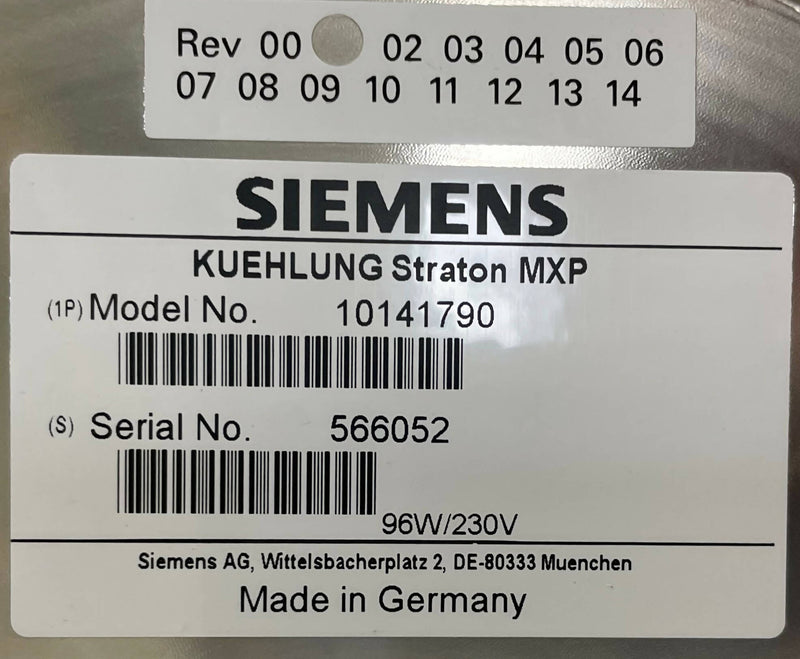 Rev 00 02 03 04 05 06
07 08 09 10 11 12 13 14
SIEMENS
KUEHLUNG Straton MXP
(1P) Model No. 10141790
(S) Serial No. 566052
96W/230V
Siemens AG, Wittelsbacherplatz 2, DE-80333 Muenchen
Made in Germany